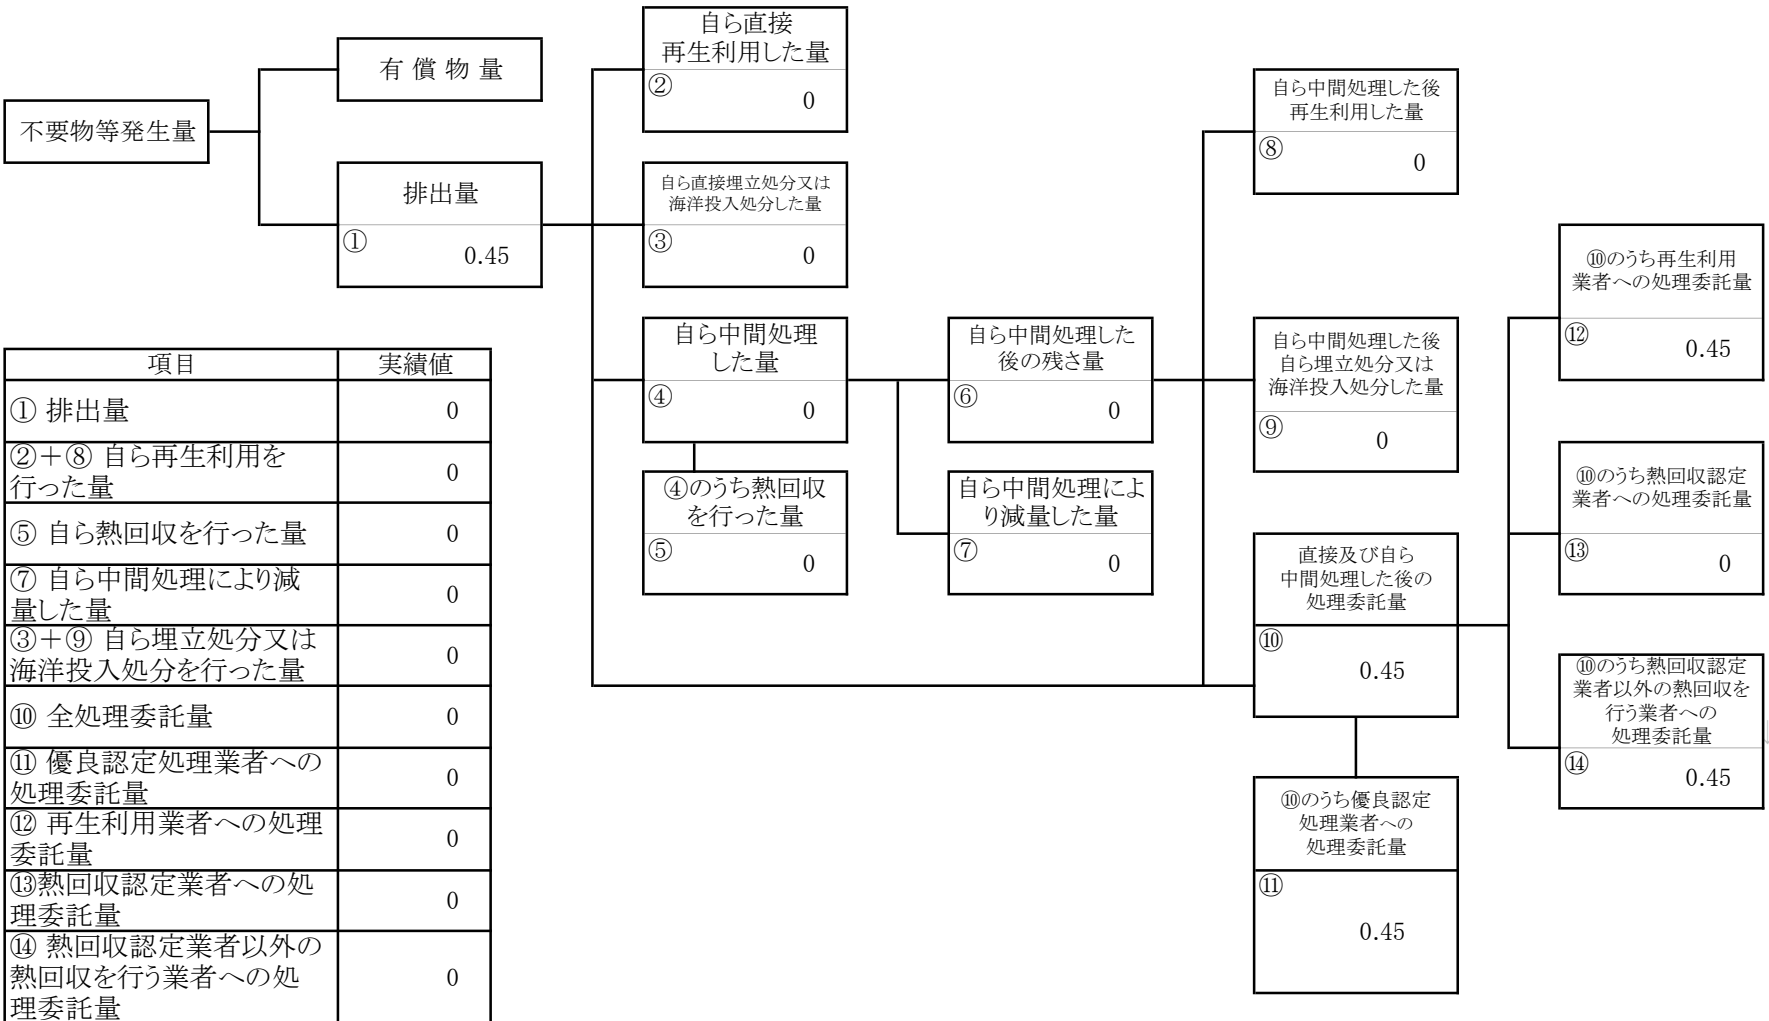 不要物等発生量
有 償 物 量
排出量
①
0.45
自ら直接
再生利用した量
②
0
自ら直接埋立処分又は
海洋投入処分した量
③
0
自ら中間処理
した量
④
0
④のうち熱回収
を行った量
⑤
0
自ら中間処理した
後の残さ量
⑥
0
自ら中間処理によ
り減量した量
⑦
0
自ら中間処理した後
再生利用した量
⑧
0
自ら中間処理した後
自ら埋立処分又は
海洋投入処分した量
⑨
0
直接及び自ら
中間処理した後の
処理委託量
⑩
0.45
⑩のうち優良認定
処理業者への
処理委託量
⑪
0.45
⑩のうち再生利用
業者への処理委託量
⑫
0.45
⑩のうち熱回収認定
業者への処理委託量
⑬
0
⑩のうち熱回収認定
業者以外の熱回収を
行う業者への
処理委託量
⑭
0.45
項目 実績値
① 排出量 0
②＋⑧ 自ら再生利用を
行った量 0
⑤ 自ら熱回収を行った量 0
⑦ 自ら中間処理により減
量した量 0
③＋⑨ 自ら埋立処分又は
海洋投入処分を行った量 0
⑩ 全処理委託量 0
⑪ 優良認定処理業者への
処理委託量 0
⑫ 再生利用業者への処理
委託量 0
⑬熱回収認定業者への処
理委託量 0
⑭ 熱回収認定業者以外の
熱回収を行う業者への処 0
理委託量